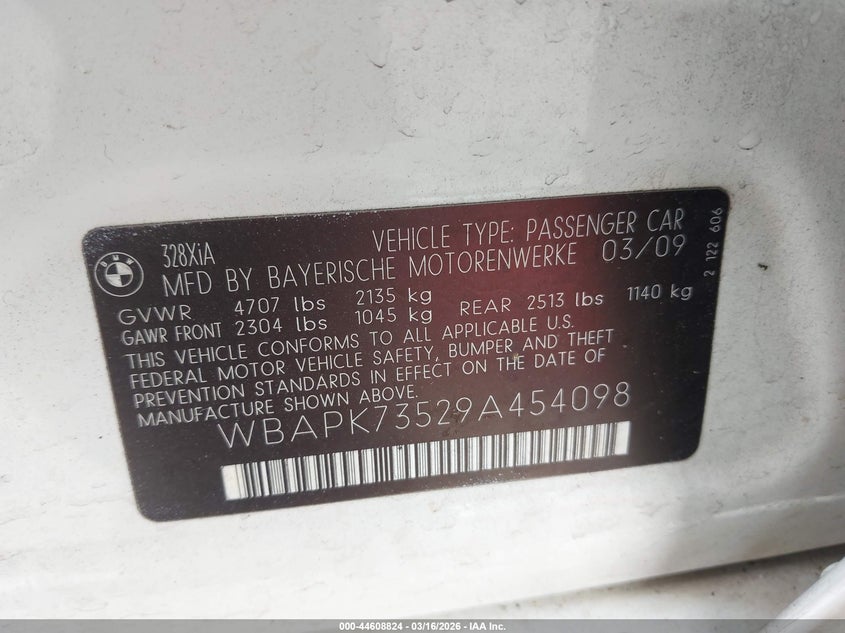 BMW
328XiA
VEHICLE TYPE: PASSENGER CAR
MFD BY BAYERISCHE MOTORENWERKE 03/09
GVWR 4707 lbs 2135 kg
GAWR FRONT 2304 lbs 1045 kg REAR 2513 lbs 1140 kg
THIS VEHICLE CONFORMS TO ALL APPLICABLE U.S.
FEDERAL MOTOR VEHICLE SAFETY, BUMPER AND THEFT
PREVENTION STANDARDS IN EFFECT ON THE DATE OF
MANUFACTURE SHOWN ABOVE.
WBAPK73529A454098
2 122 606
000-44608824 - 03/16/2026 - IAA Inc.